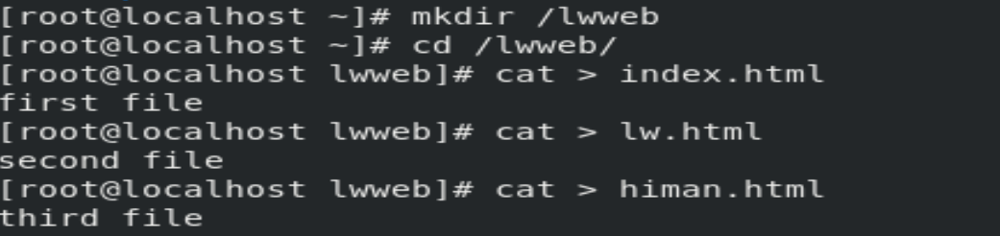 [root@localhost ~]# mkdir /lwweb
[root@localhost ~]# cd /lwweb/
[root@localhost lwweb]# cat > index.html
first file
[root@localhost lwweb]# cat > lw.html
second file
[root@localhost lwweb]# cat > himan.html
third file